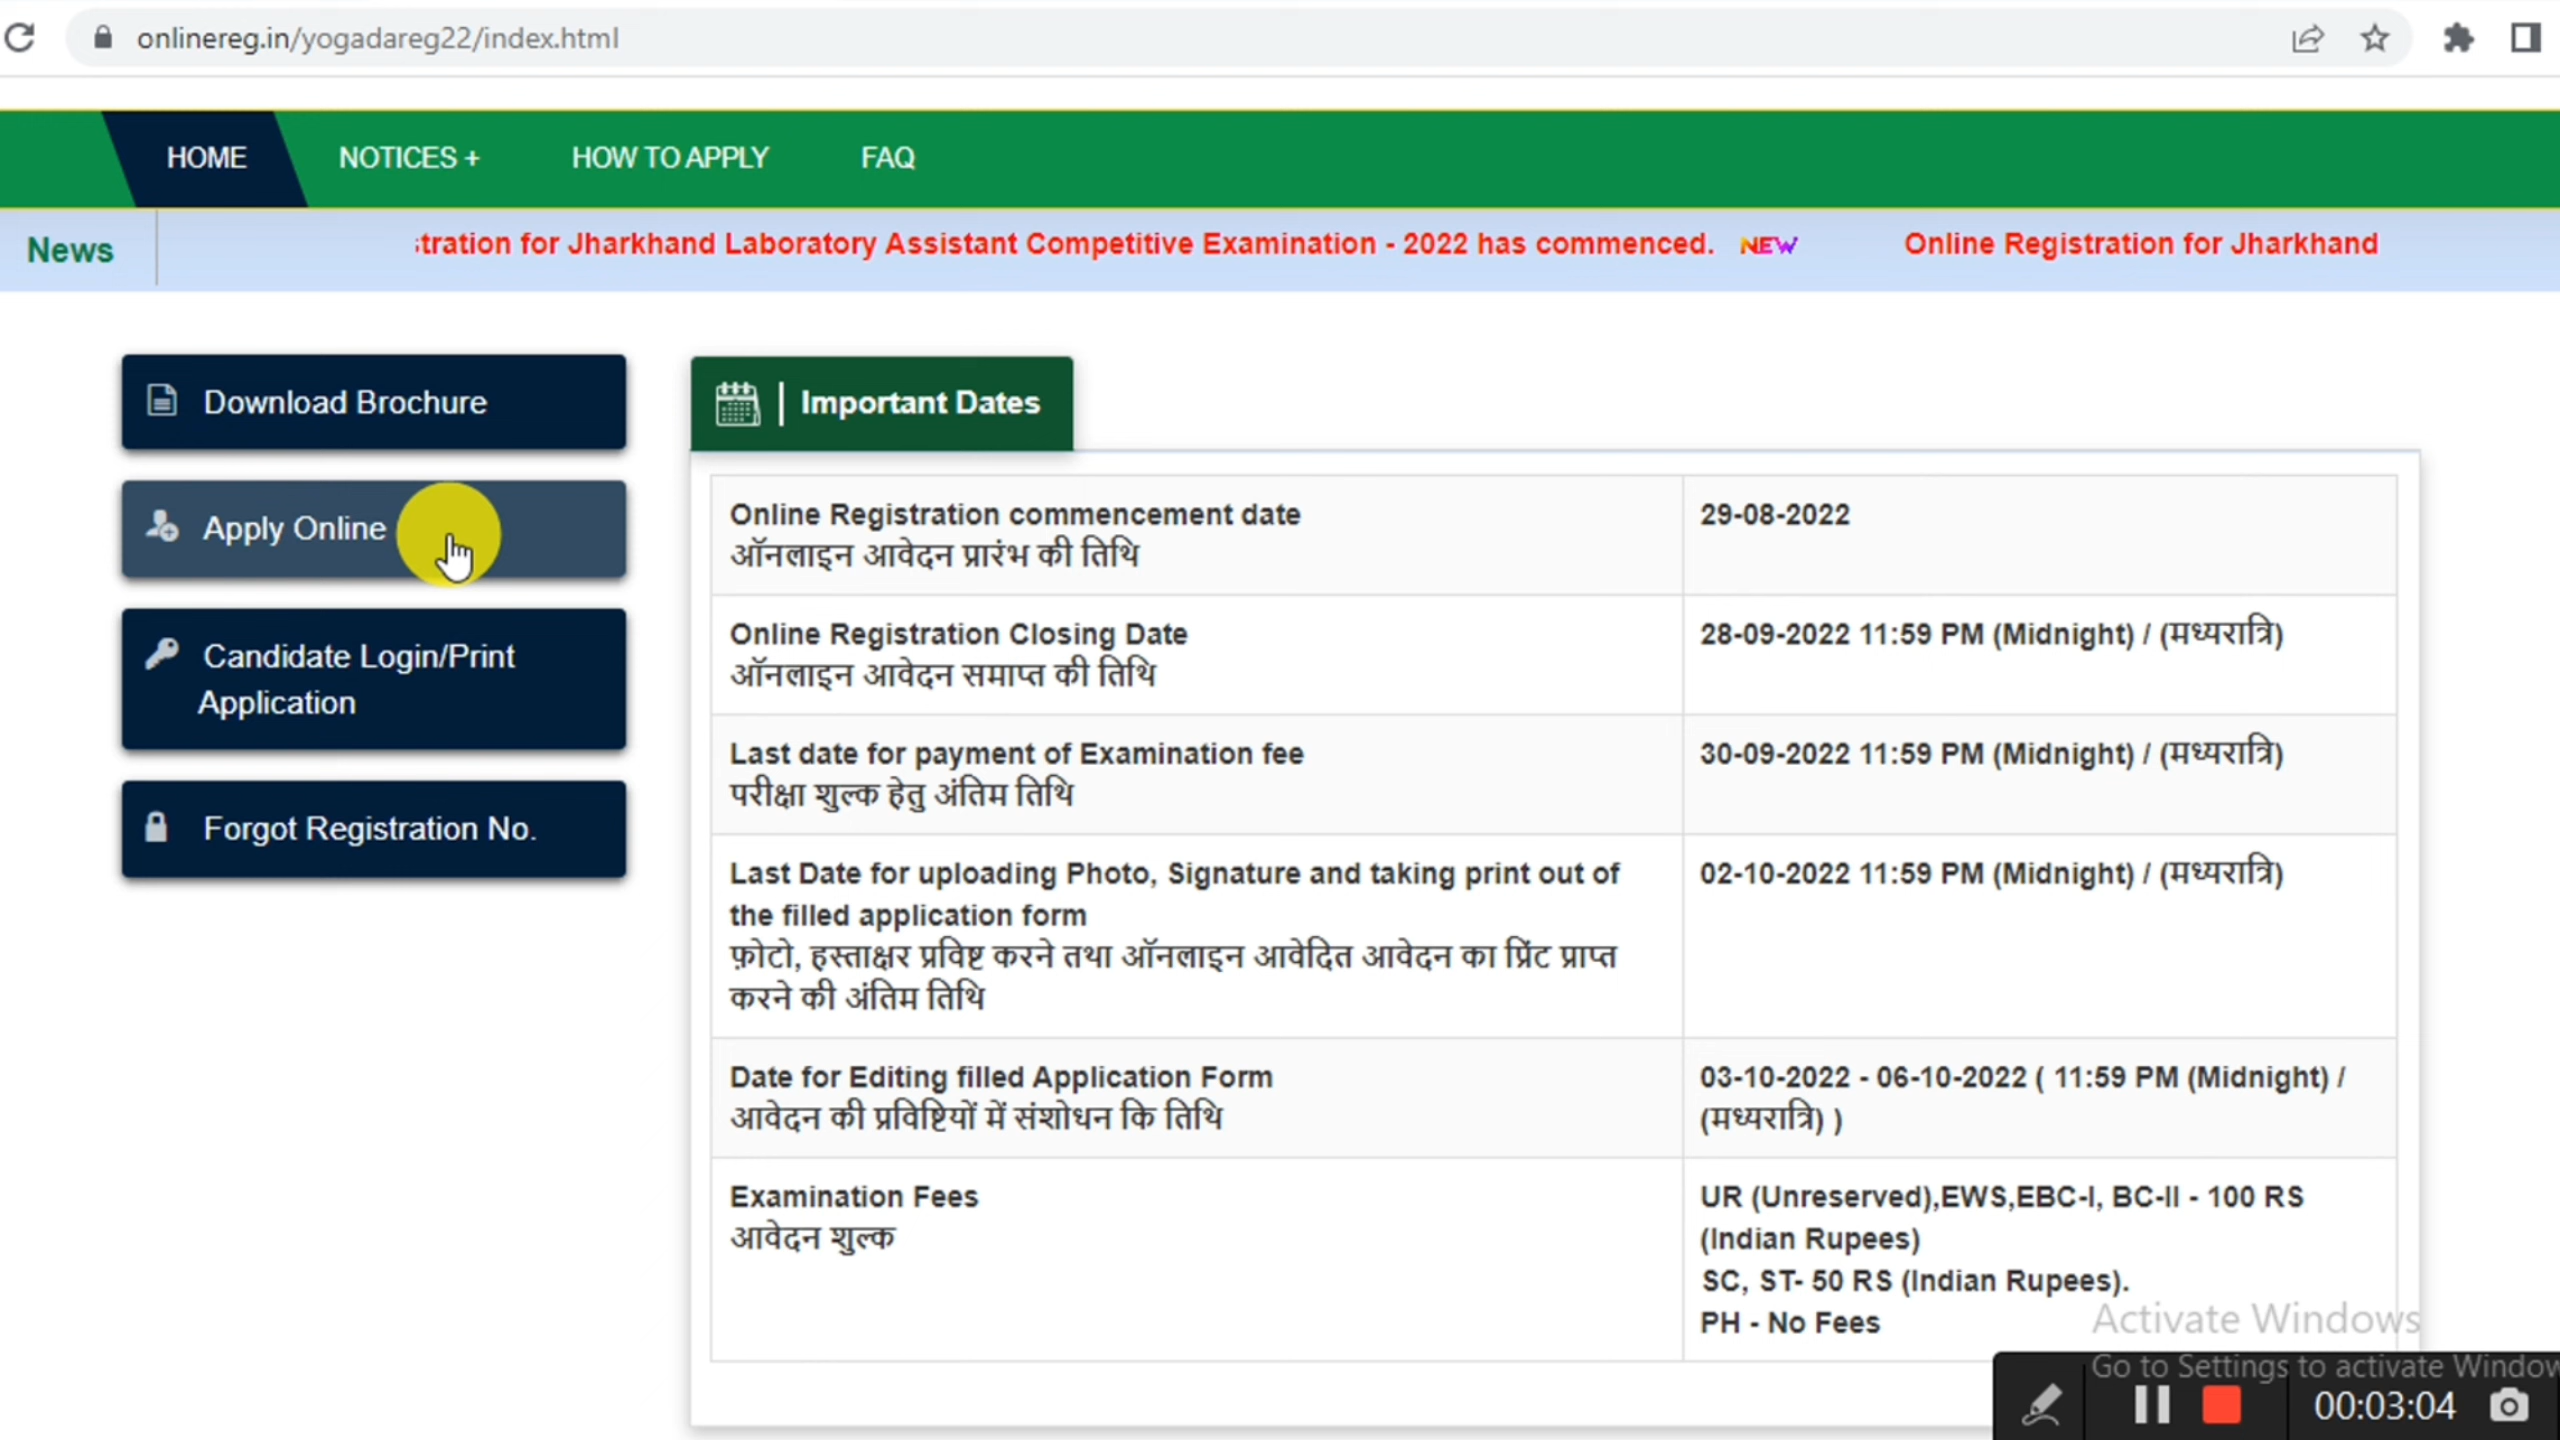 onlinereg.in/yogadareg22/index.html
HOME
NOTICES +
HOW TO APPLY
FAQ
News
tration for Jharkhand Laboratory Assistant Competitive Examination - 2022 has commenced. NEW Online Registration for Jharkhand
Download Brochure
Apply Online
Candidate Login/Print
Application
Forgot Registration No.
Important Dates
Online Registration commencement date
ऑनलाइन आवेदन प्रारंभ की तिथि
29-08-2022
Online Registration Closing Date
ऑनलाइन आवेदन समाप्त की तिथि
28-09-2022 11:59 PM (Midnight) / (मध्यरात्रि)
Last date for payment of Examination fee
परीक्षा शुल्क हेतु अंतिम तिथि
30-09-2022 11:59 PM (Midnight) / (मध्यरात्रि)
Last Date for uploading Photo, Signature and taking print out of
the filled application form
फ़ोटो, हस्ताक्षर प्रविष्ट करने तथा ऑनलाइन आवेदित आवेदन का प्रिंट प्राप्त
करने की अंतिम तिथि
02-10-2022 11:59 PM (Midnight) / (मध्यरात्रि)
Date for Editing filled Application Form
आवेदन की प्रविष्टियों में संशोधन कि तिथि
03-10-2022 - 06-10-2022 ( 11:59 PM (Midnight) /
(मध्यरात्रि) )
Examination Fees
आवेदन शुल्क
UR (Unreserved),EWS,EBC-I, BC-II - 100 RS
(Indian Rupees)
SC, ST- 50 RS (Indian Rupees).
PH - No Fees
Activate Windows
Go to Settings to activate Window
00:03:04